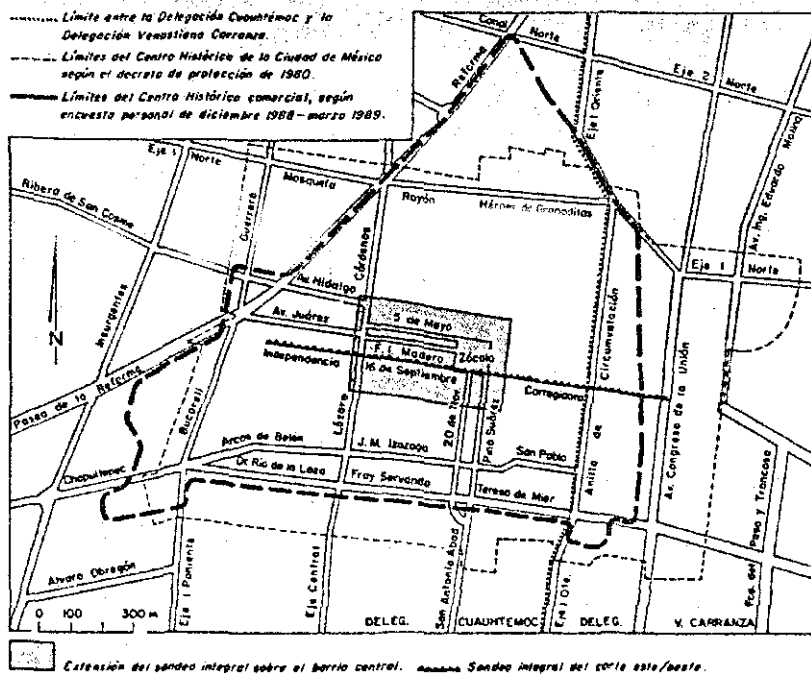 Límite entre la Delegación Cuauhtémoc y la
Delegación Venustiano Carranza.
Límites del Centro Histórico de la Ciudad de México
según el decreto de protección de 1980.
Límites del Centro Histórico comercial, según
encuesta personal de diciembre 1988–marzo 1989.
Canal Norte
Reforma
Eje 2 Norte
Eje 1 Oriente
Av. Ing. Eduardo Molina
Eje 1 Norte
Mosqueta
Rayón
Héroes de Granaditas
Ribera de San Cosme
Guerrero
Cárdenas
Eje 1 Norte
Insurgentes
Av. Hidalgo
Circunvalación
Av. Juárez
5 de Mayo
N
F. I. Madero
Zócalo
Independencia
16 de Septiembre
Corregidora
Av. Congreso de la Unión
Paseo de la Reforma
Bucareli
Lázaro
20 de Nov.
Pino Suárez
Anillo de
Arcos de Belén
J. M. Izazaga
San Pablo
Chapultepec
Dr. Río de la Loza
Fray Servando
Teresa de Mier
Fco. del Paso y Troncoso
Alvaro Obregón
Eje 1 Poniente
Eje Central
San Antonio Abad
Eje 1 Ote.
0 100 300 m
DELEG. CUAUHTEMOC
DELEG. V. CARRANZA
Extensión del sondeo integral sobre el barrio central.
Sondeo integral del corte este/oeste.